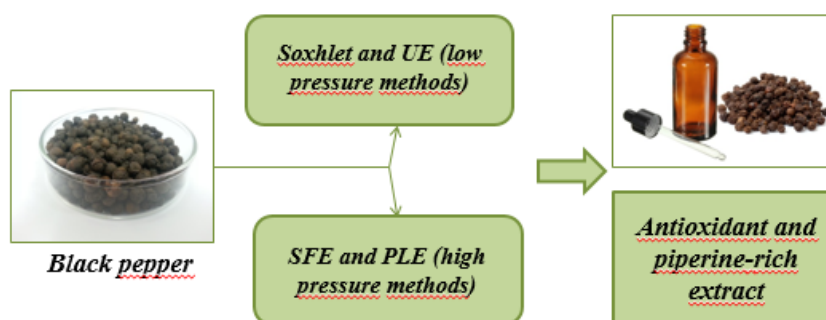 Soxhlet and UE (low
pressure methods)
Black pepper
SFE and PLE (high
pressure methods)
Antioxidant and
piperine-rich
extract